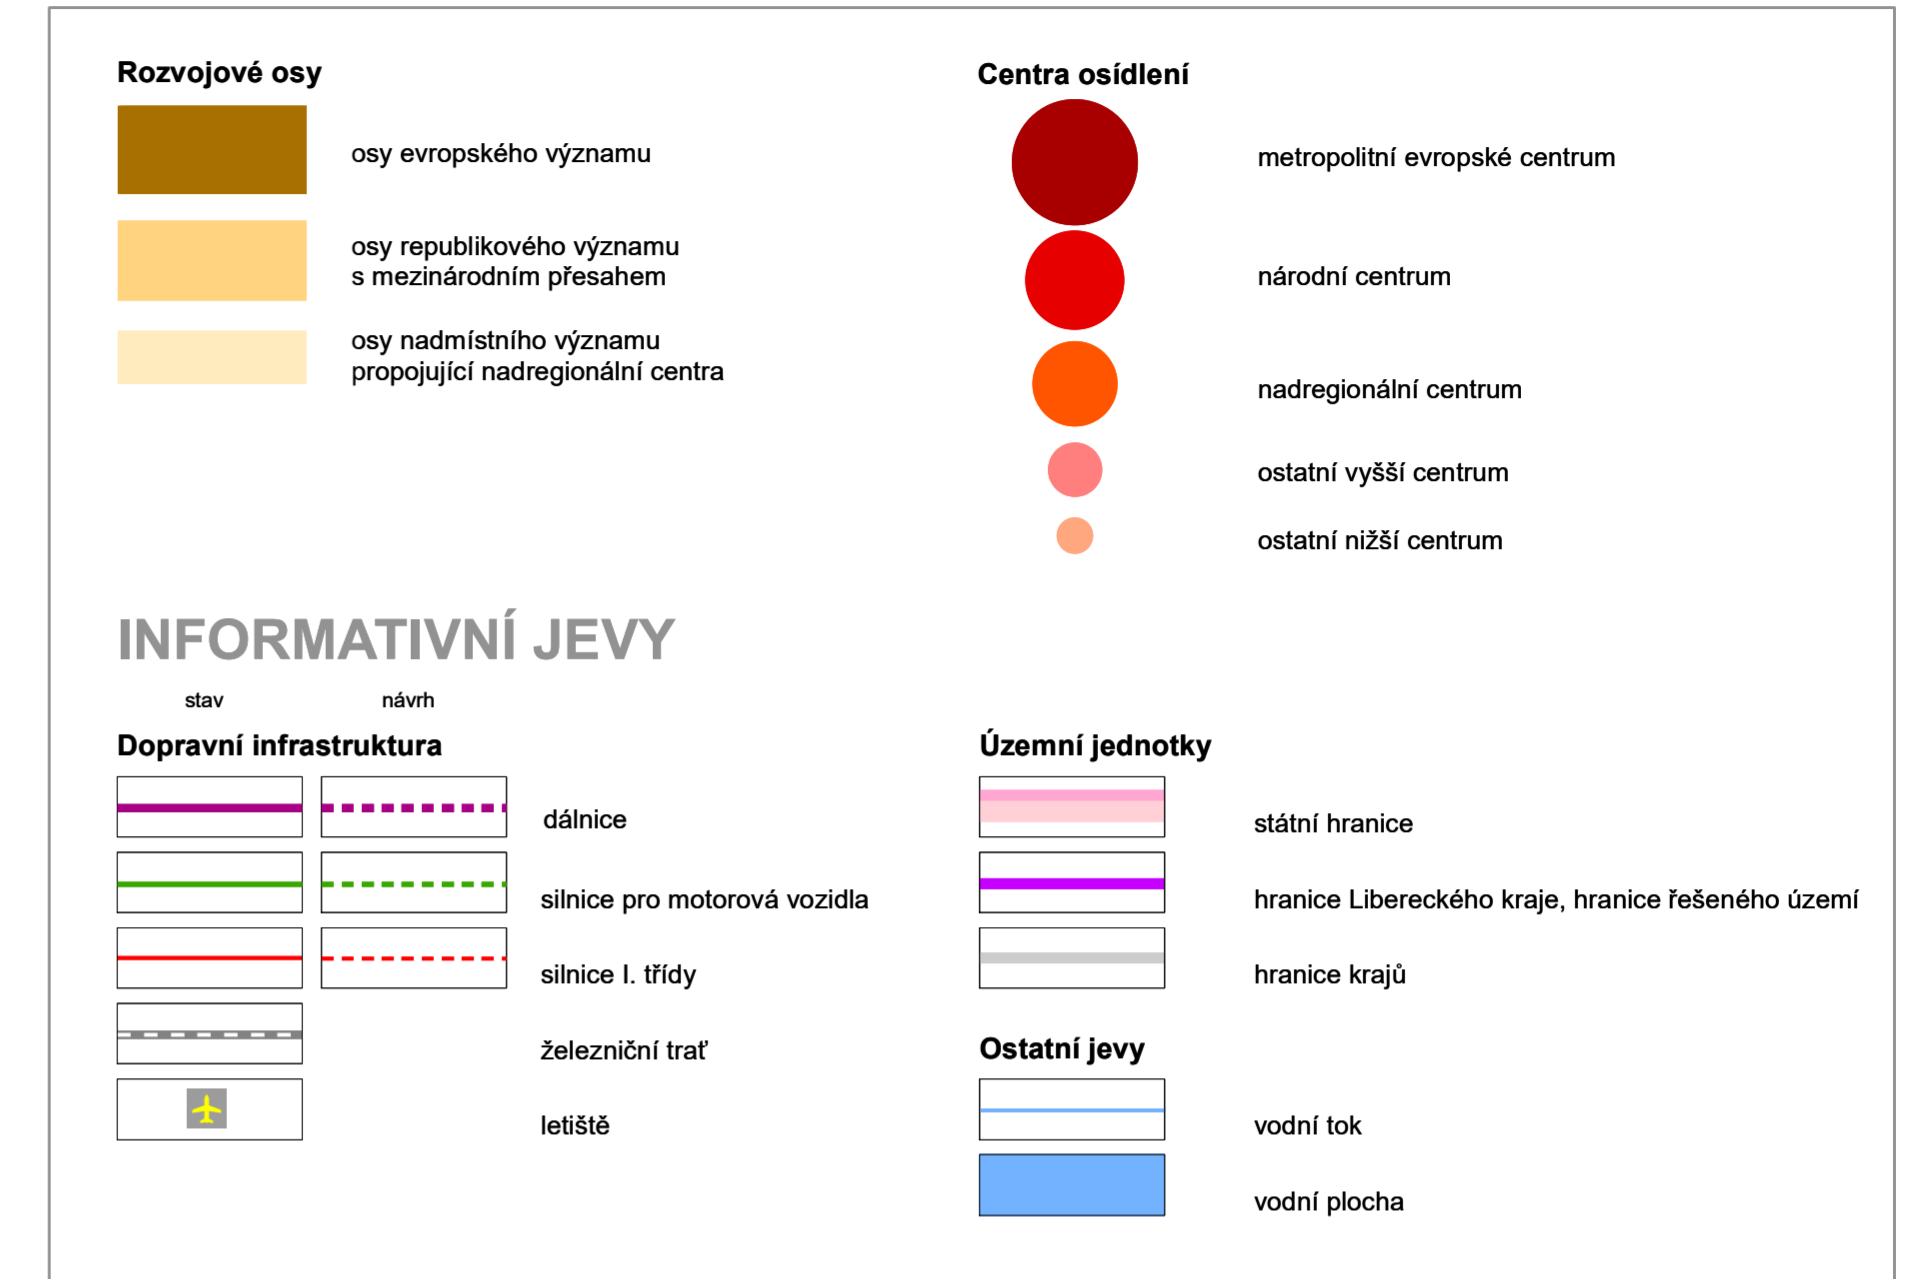 Rozvojové osy
osy evropského významu
osy republikového významu
s mezinárodním přesahem
osy nadmístního významu
propojující nadregionální centra
Centra osídlení
metropolitní evropské centrum
národní centrum
nadregionální centrum
ostatní vyšší centrum
ostatní nižší centrum
INFORMATIVNÍ JEVY
stav návrh
Dopravní infrastruktura
dálnice
silnice pro motorová vozidla
silnice I. třídy
železniční trať
letiště
Územní jednotky
státní hranice
hranice Libereckého kraje, hranice řešeného území
hranice krajů
Ostatní jevy
vodní tok
vodní plocha